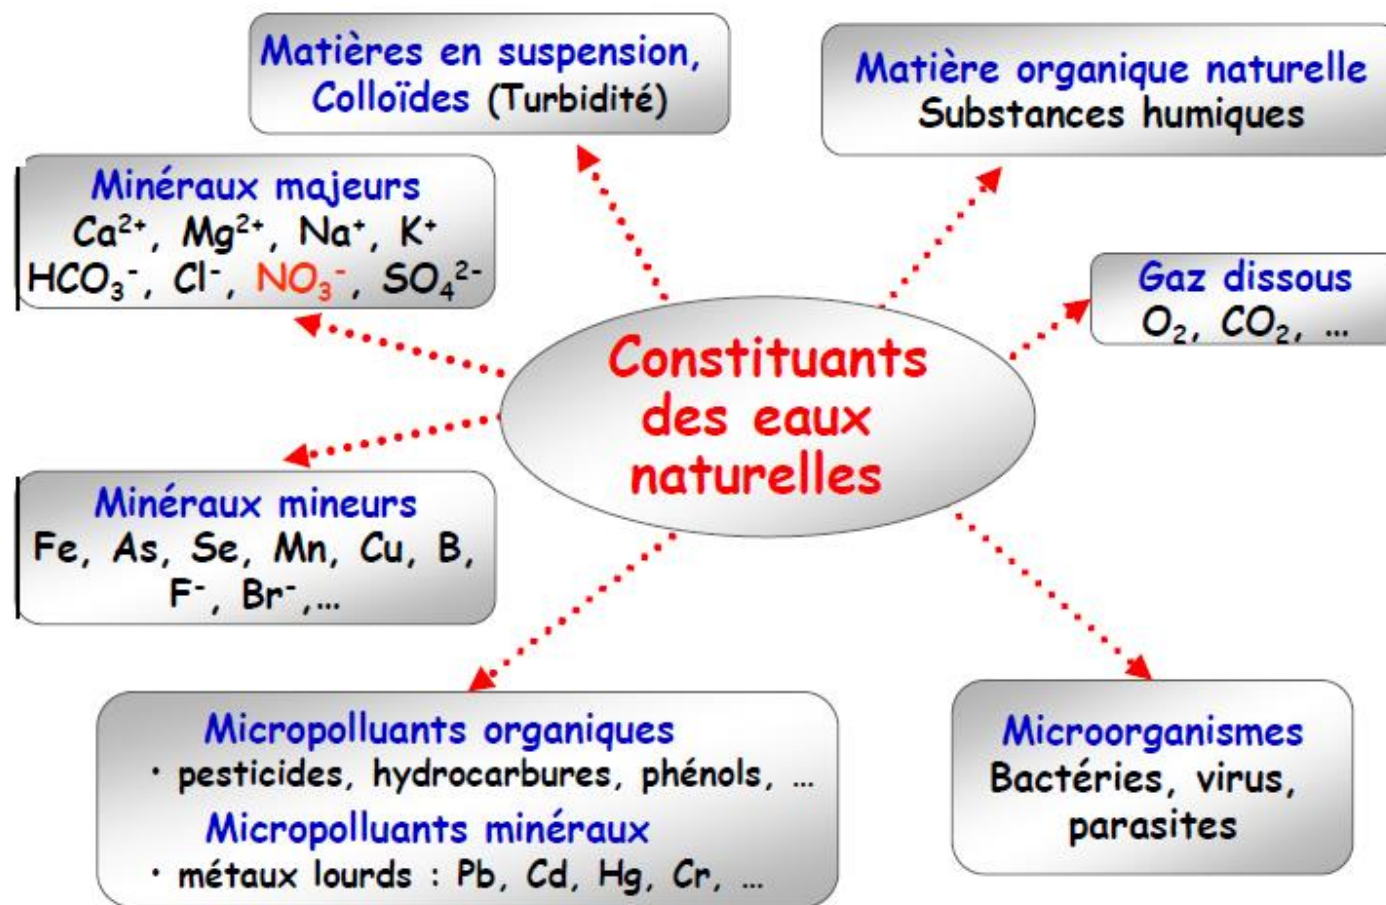 Matières en suspension,
Colloïdes (Turbidité)
Matière organique naturelle
Substances humiques
Minéraux majeurs
Ca²⁺, Mg²⁺, Na⁺, K⁺
HCO₃⁻, Cl⁻, NO₃⁻, SO₄²⁻
Gaz dissous
O₂, CO₂, ...
Constituants
des eaux
naturelles
Minéraux mineurs
Fe, As, Se, Mn, Cu, B,
F⁻, Br⁻,...
Micropolluants organiques
· pesticides, hydrocarbures, phénols, ...
Micropolluants minéraux
· métaux lourds : Pb, Cd, Hg, Cr, ...
Microorganismes
Bactéries, virus,
parasites